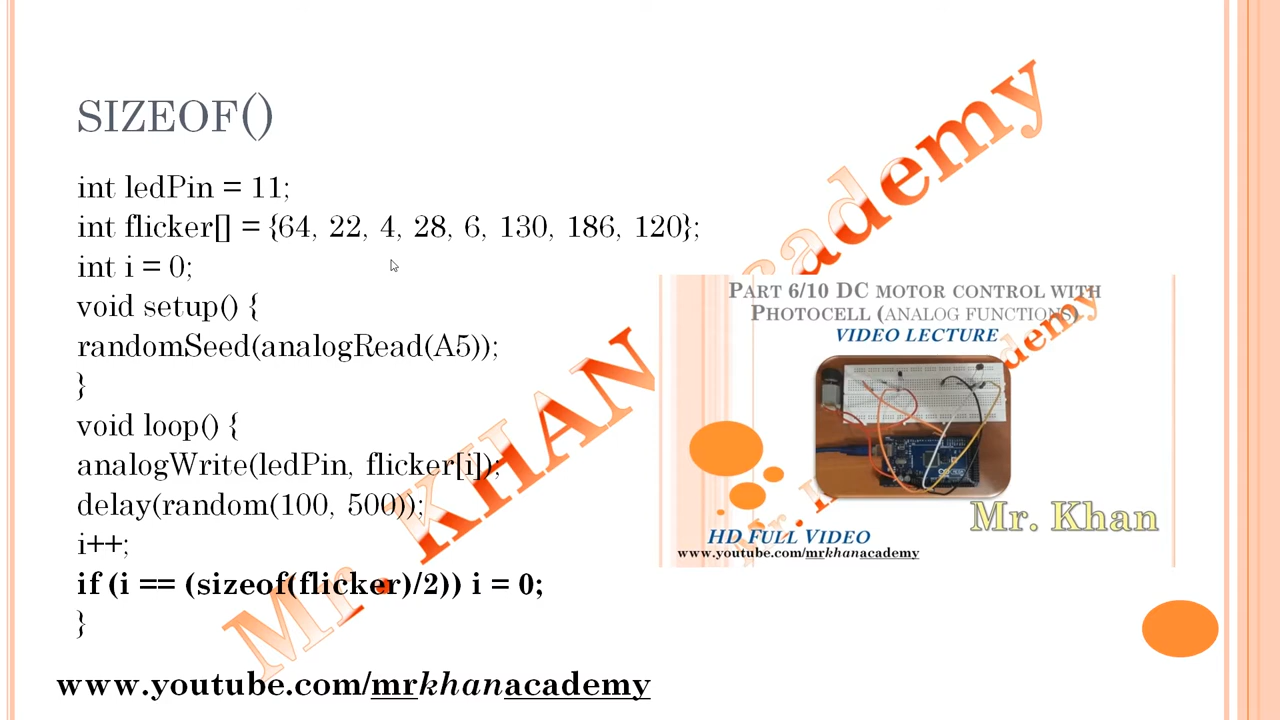 SIZEOF()
int ledPin = 11;
int flicker[] = {64, 22, 4, 28, 6, 130, 186, 120};
int i = 0;
void setup() {
randomSeed(analogRead(A5));
}
void loop() {
analogWrite(ledPin, flicker[i]);
delay(random(100, 500));
i++;
if (i == (sizeof(flicker)/2)) i = 0;
}
www.youtube.com/mrkhanacademy
Mr. KHAN academy
PART 6/10 DC MOTOR CONTROL WITH
PHOTOCELL (ANALOG FUNCTIONS)
VIDEO LECTURE
demy
Mr. Khan
HD FULL VIDEO
www.youtube.com/mrkhanacademy